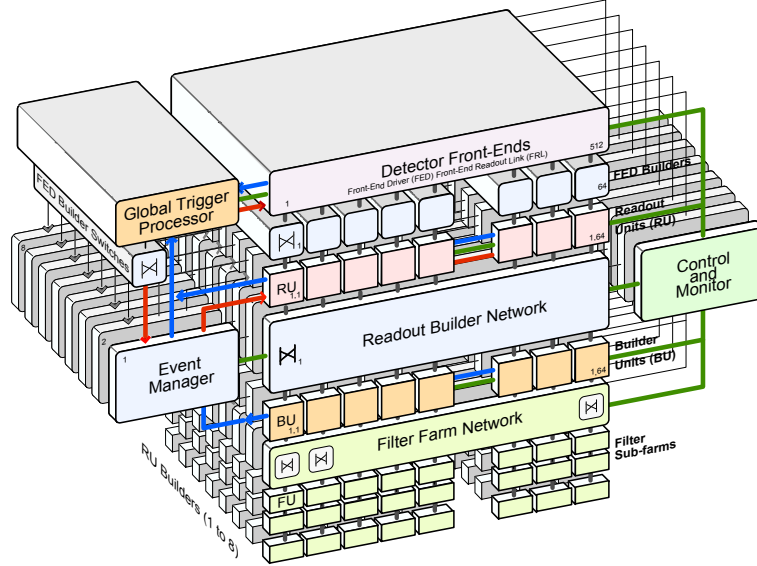 Detector Front-Ends
Front-End Driver (FED) Front-End Readout Link (FRL)
1
512
FED Builders
64
FED Builder Switches
Global Trigger
Processor
1,1
Readout
Units (RU)
1,64
RU
1,1
Control
and
Monitor
8
2
1
Event
Manager
Readout Builder Network
1
Builder
Units (BU)
1,64
BU
1,1
Filter Farm Network
Filter
Sub-farms
FU
RU Builders (1 to 8)